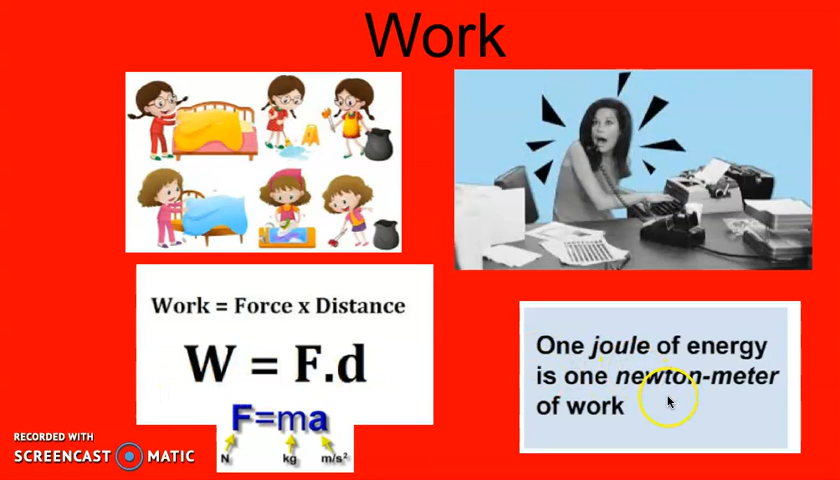 Work
Work = Force x Distance
W = F.d
F=ma
N kg m/s²
One joule of energy
is one newton-meter
of work
RECORDED WITH
SCREENCAST MATIC